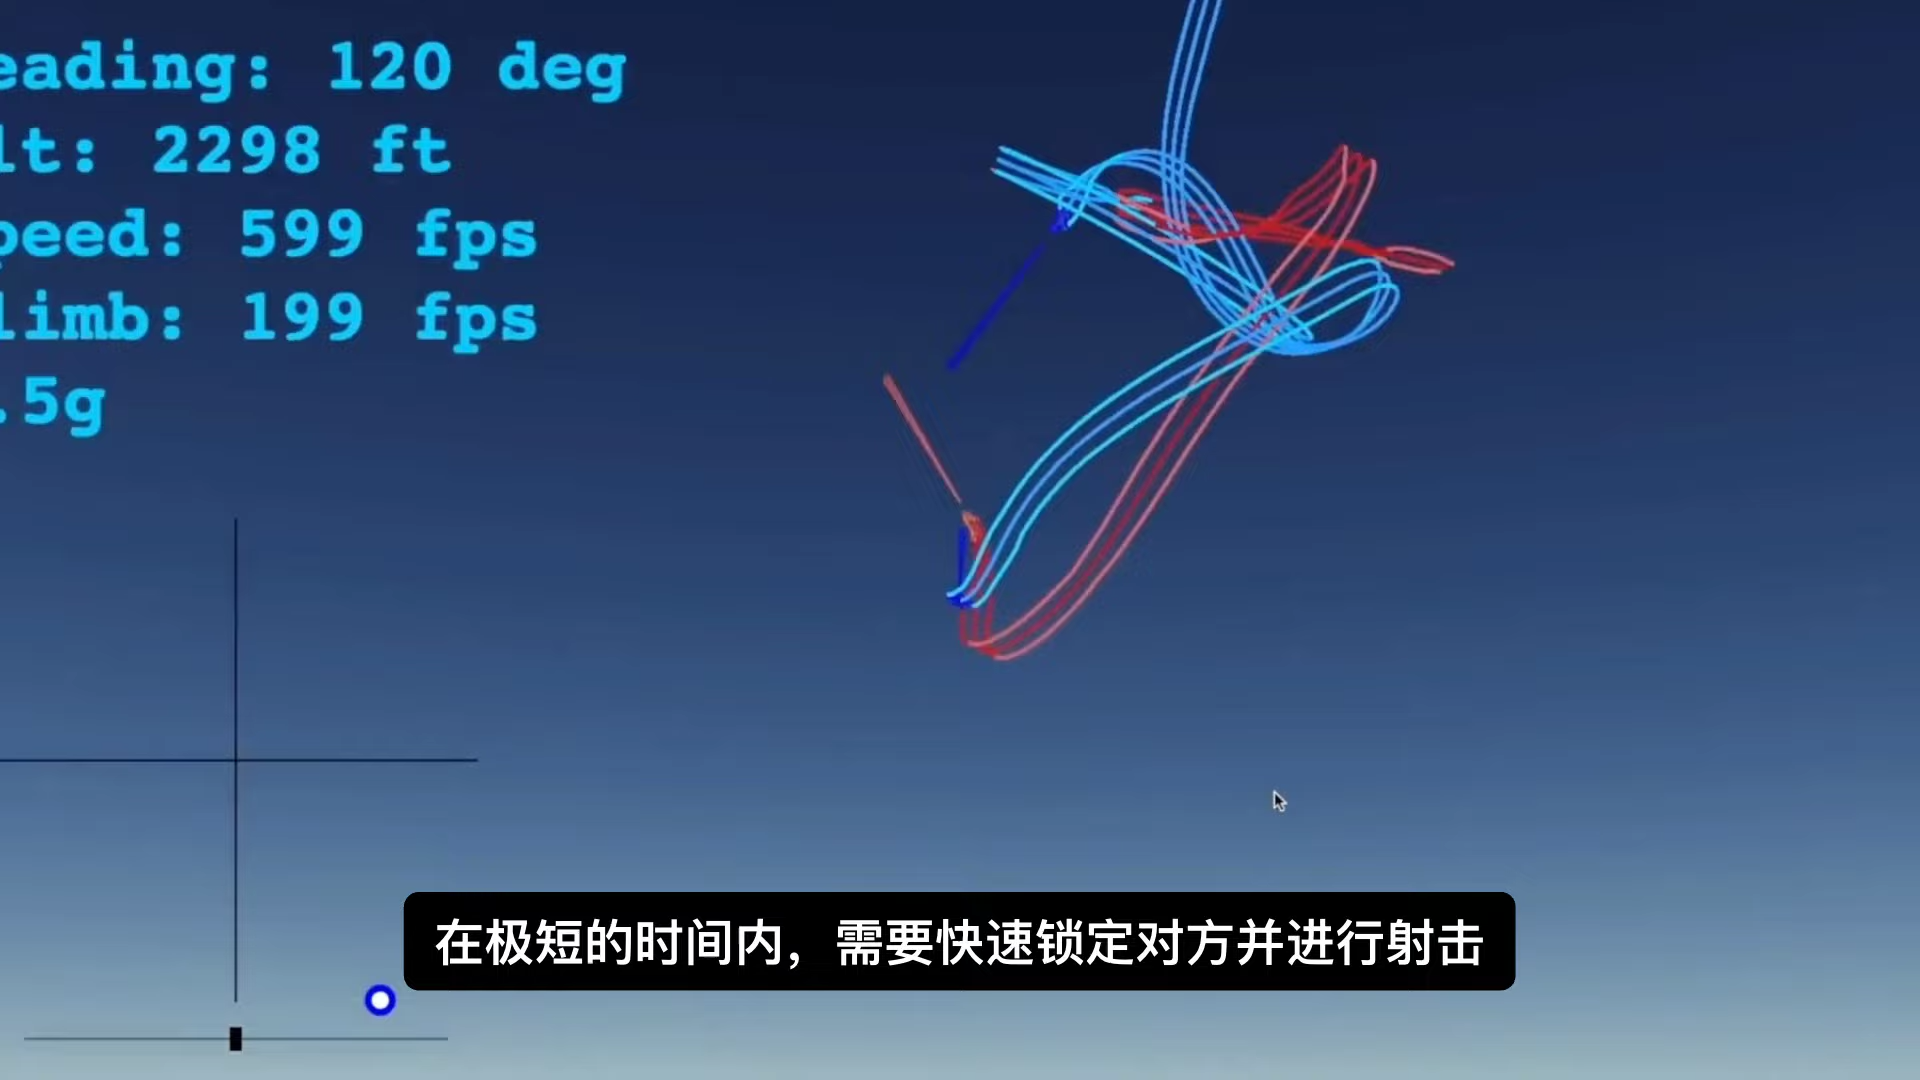 eading: 120 deg
lt: 2298 ft
peed: 599 fps
limb: 199 fps
.5g
在极短的时间内，需要快速锁定对方并进行射击